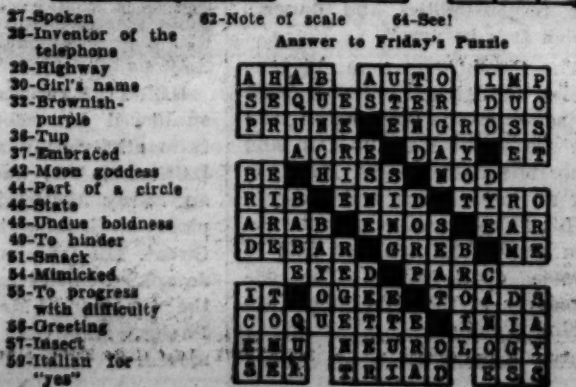 27-Spoken
28-Inventor of the
telephone
29-Highway
30-Girl's name
32-Brownish-
purple
36-Tup
37-Embraced
42-Moon goddess
44-Part of a circle
46-State
48-Undue boldness
49-To hinder
51-Smack
54-Mimicked
55-To progress
with difficulty
56-Greeting
57-Insect
59-Italian for
"yes"
62-Note of scale 64-See!
Answer to Friday's Puzzle
AHAB AUTO IMP
SEQUESTER DUO
PRUNE ENGROSS
ACRE DAY ET
BE HISS NOD
RIB ENID TYRO
ARAB ENOS EAR
DEBAR GREB ME
EYED PARC
IT OGEE TOADS
COQUETTE INIA
EMU NEUROLOGY
SEE TRIAD ESS